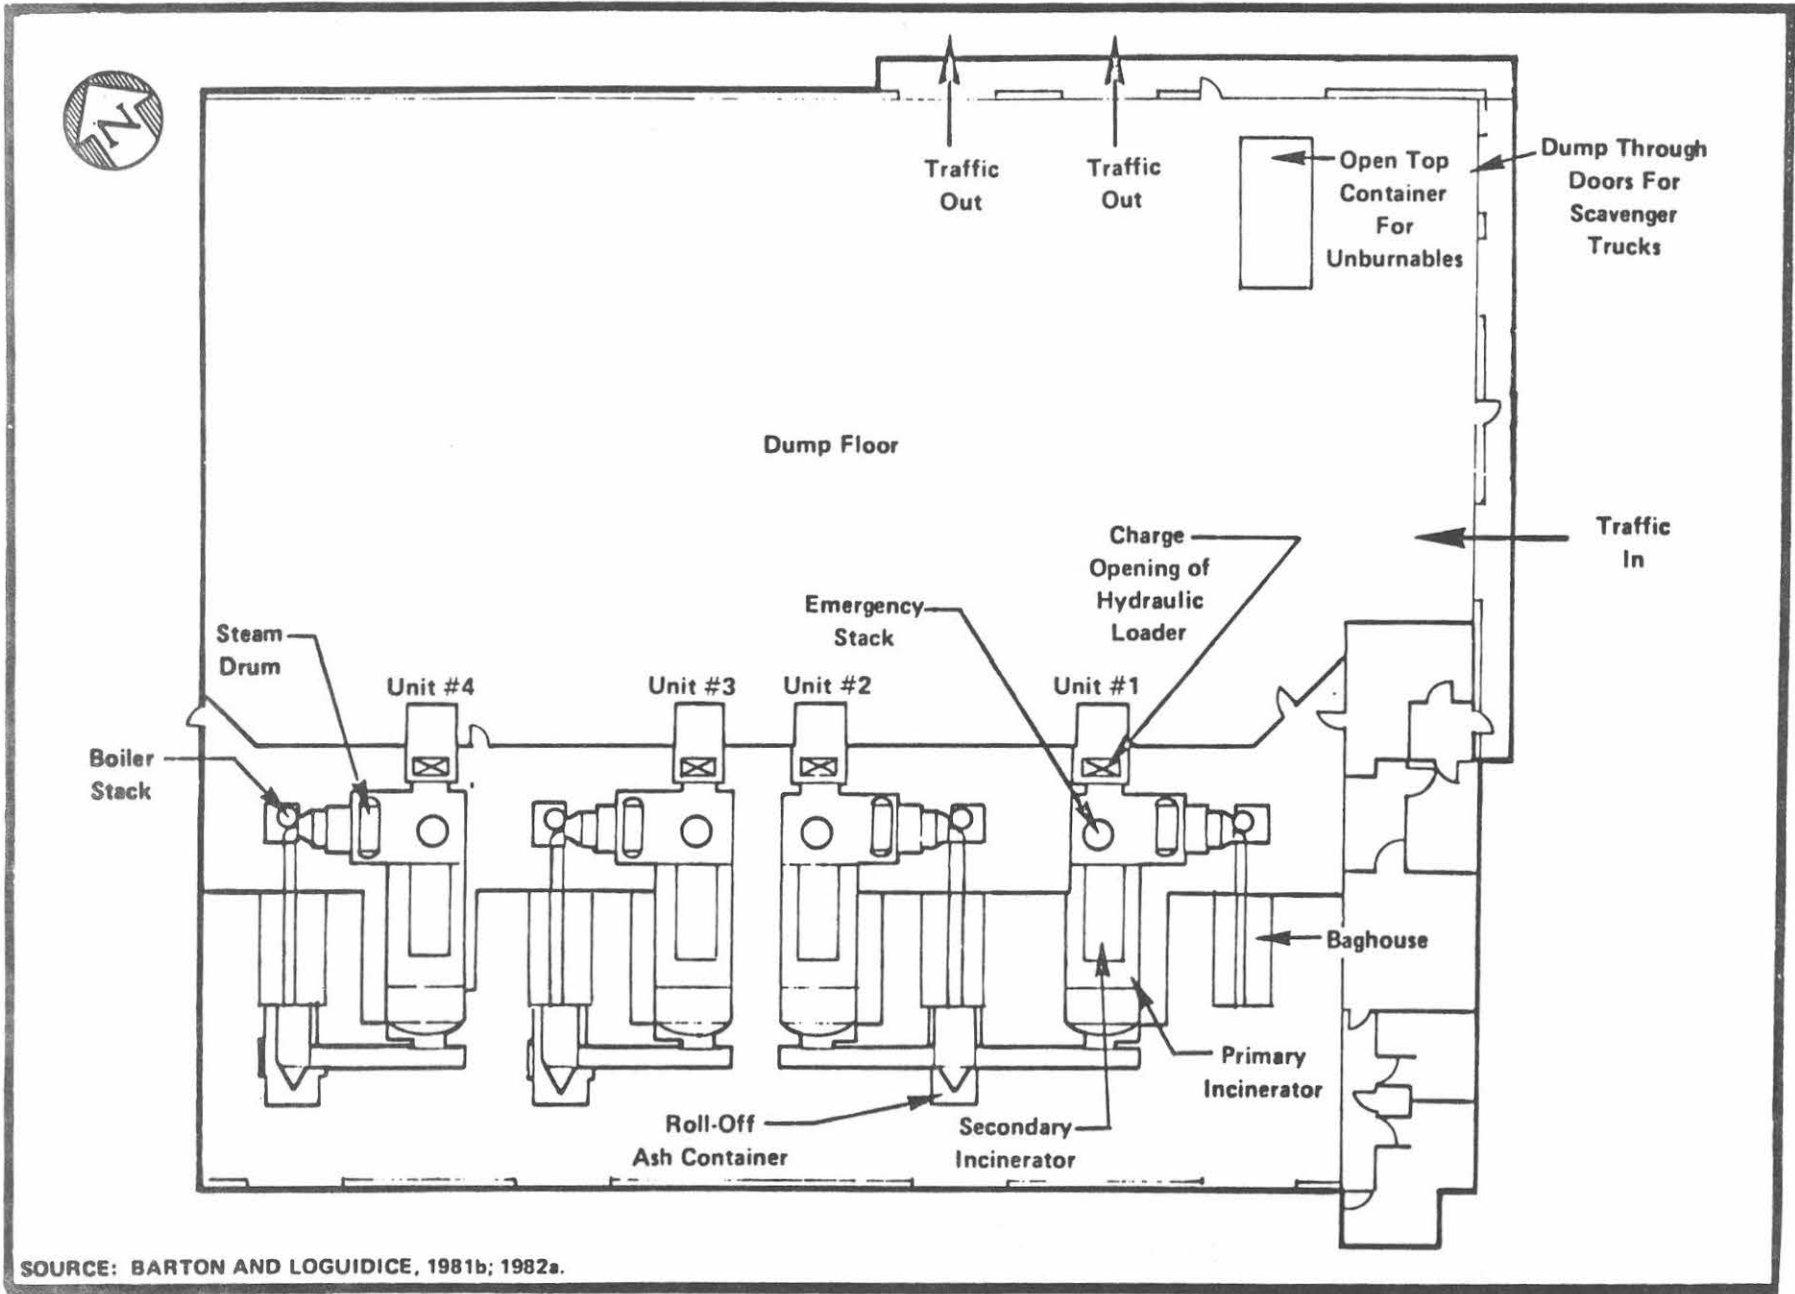 N
Traffic
Out
Traffic
Out
Open Top
Container
For
Unburnables
Dump Through
Doors For
Scavenger
Trucks
Dump Floor
Traffic
In
Charge
Opening of
Hydraulic
Loader
Emergency
Stack
Steam
Drum
Unit #4
Unit #3
Unit #2
Unit #1
Boiler
Stack
Baghouse
Primary
Incinerator
Roll-Off
Ash Container
Secondary
Incinerator
SOURCE: BARTON AND LOGUIDICE, 1981b; 1982a.